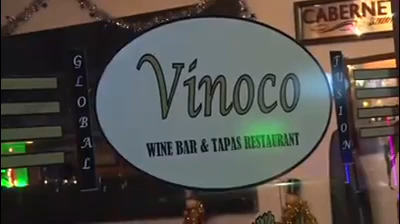 CABERNET
GLOBAL
Vinoco
FUSION
WINE BAR & TAPAS RESTAURANT